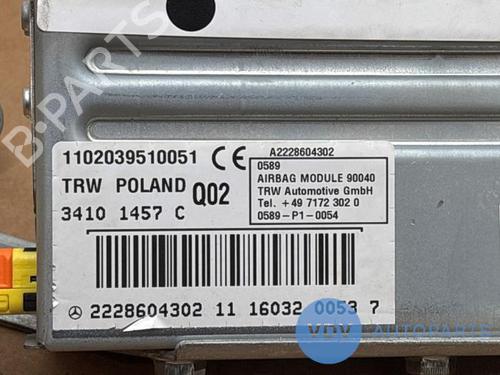 B-PARTS
1102039510051 CE A2228604302
TRW POLAND Q02
3410 1457 C
0589
AIRBAG MODULE 90040
TRW Automotive GmbH
Tel. +49 7172 302 0
0589-P1-0054
2228604302 11 16032 0053 7
VDV AUTOPARTS